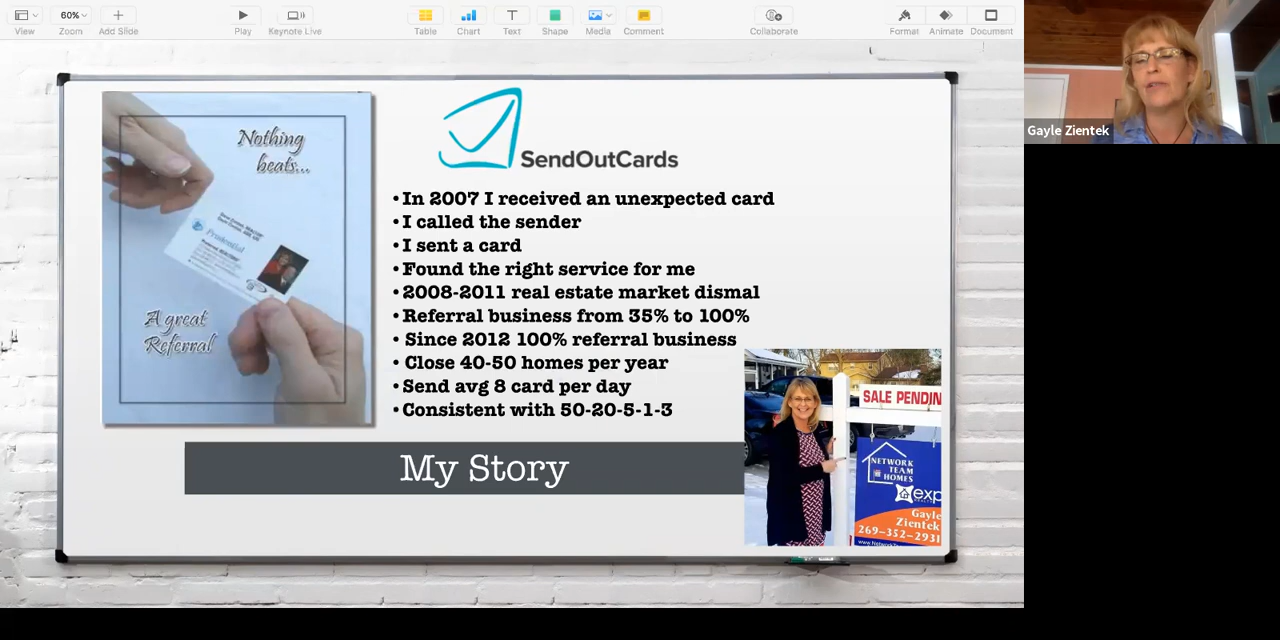 View
Zoom
60%
Add Slide
Play
Keynote Live
Table
Chart
Text
Shape
Media
Comment
Collaborate
Format
Animate
Document
Gayle Zientek
Nothing
beats...
Prudential
A great
Referral
SendOutCards
•In 2007 I received an unexpected card
•I called the sender
•I sent a card
•Found the right service for me
•2008-2011 real estate market dismal
•Referral business from 35% to 100%
• Since 2012 100% referral business
• Close 40-50 homes per year
•Send avg 8 card per day
•Consistent with 50-20-5-1-3
My Story
SALE PENDIN
NETWORK
TEAM
HOMES
exp
Gayle
Zientek
269-352-2931